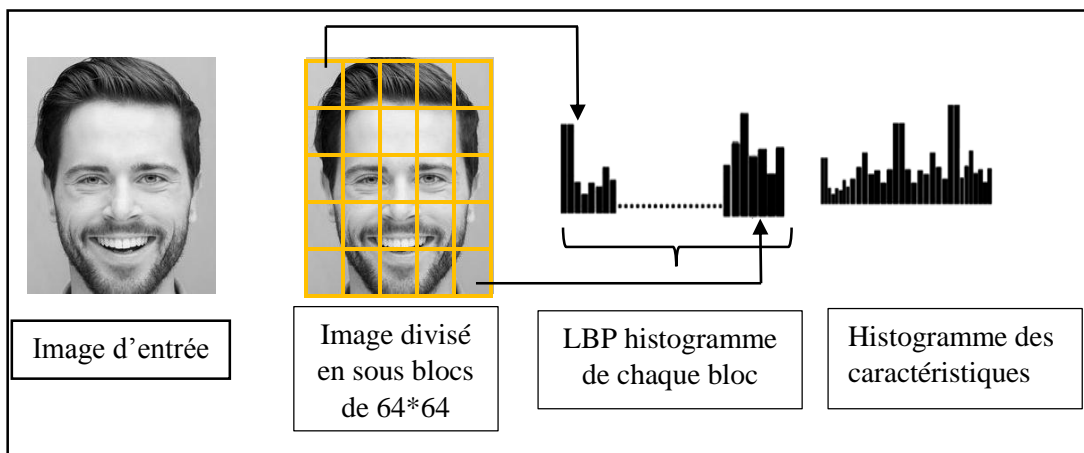 Image d’entrée
Image divisé
en sous blocs
de 64*64
LBP histogramme
de chaque bloc
Histogramme des
caractéristiques